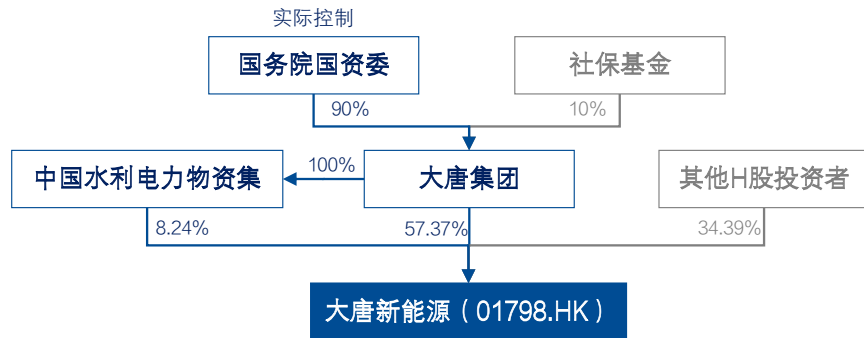 实际控制
国务院国资委
社保基金
90%
10%
中国水利电力物资集
100%
大唐集团
其他H股投资者
8.24%
57.37%
34.39%
大唐新能源（01798.HK）